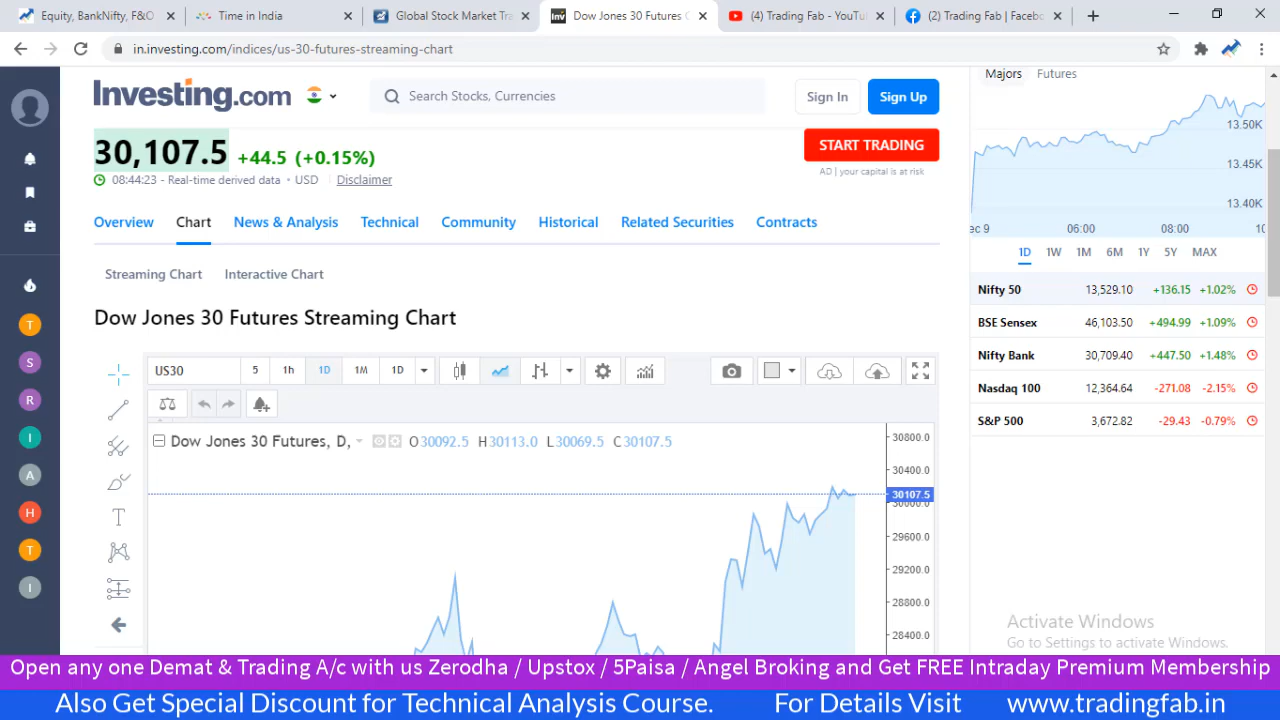 Equity, BankNifty, F&O
Time in India
Global Stock Market Tra
Dow Jones 30 Futures C
(4) Trading Fab - YouTu
(2) Trading Fab | Facebo
in.investing.com/indices/us-30-futures-streaming-chart
Investing.com
Search Stocks, Currencies
Sign In
Sign Up
30,107.5 +44.5 (+0.15%)
08:44:23 - Real-time derived data • USD Disclaimer
START TRADING
AD | your capital is at risk
Overview Chart News & Analysis Technical Community Historical Related Securities Contracts
Streaming Chart Interactive Chart
Dow Jones 30 Futures Streaming Chart
US30 5 1h 1D 1M 1D
Dow Jones 30 Futures, D, O30092.5 H30113.0 L30069.5 C30107.5
30800.0
30400.0
30107.5
30000.0
29600.0
29200.0
28800.0
28400.0
T
S
R
I
A
H
T
I
Majors Futures
13.50K
13.45K
13.40K
ec 9 06:00 08:00 10
1D 1W 1M 6M 1Y 5Y MAX
Nifty 50 13,529.10 +136.15 +1.02%
BSE Sensex 46,103.50 +494.99 +1.09%
Nifty Bank 30,709.40 +447.50 +1.48%
Nasdaq 100 12,364.64 -271.08 -2.15%
S&P 500 3,672.82 -29.43 -0.79%
Activate Windows
Go to Settings to activate Windows.
Open any one Demat & Trading A/c with us Zerodha / Upstox / 5Paisa / Angel Broking and Get FREE Intraday Premium Membership
Also Get Special Discount for Technical Analysis Course. For Details Visit www.tradingfab.in